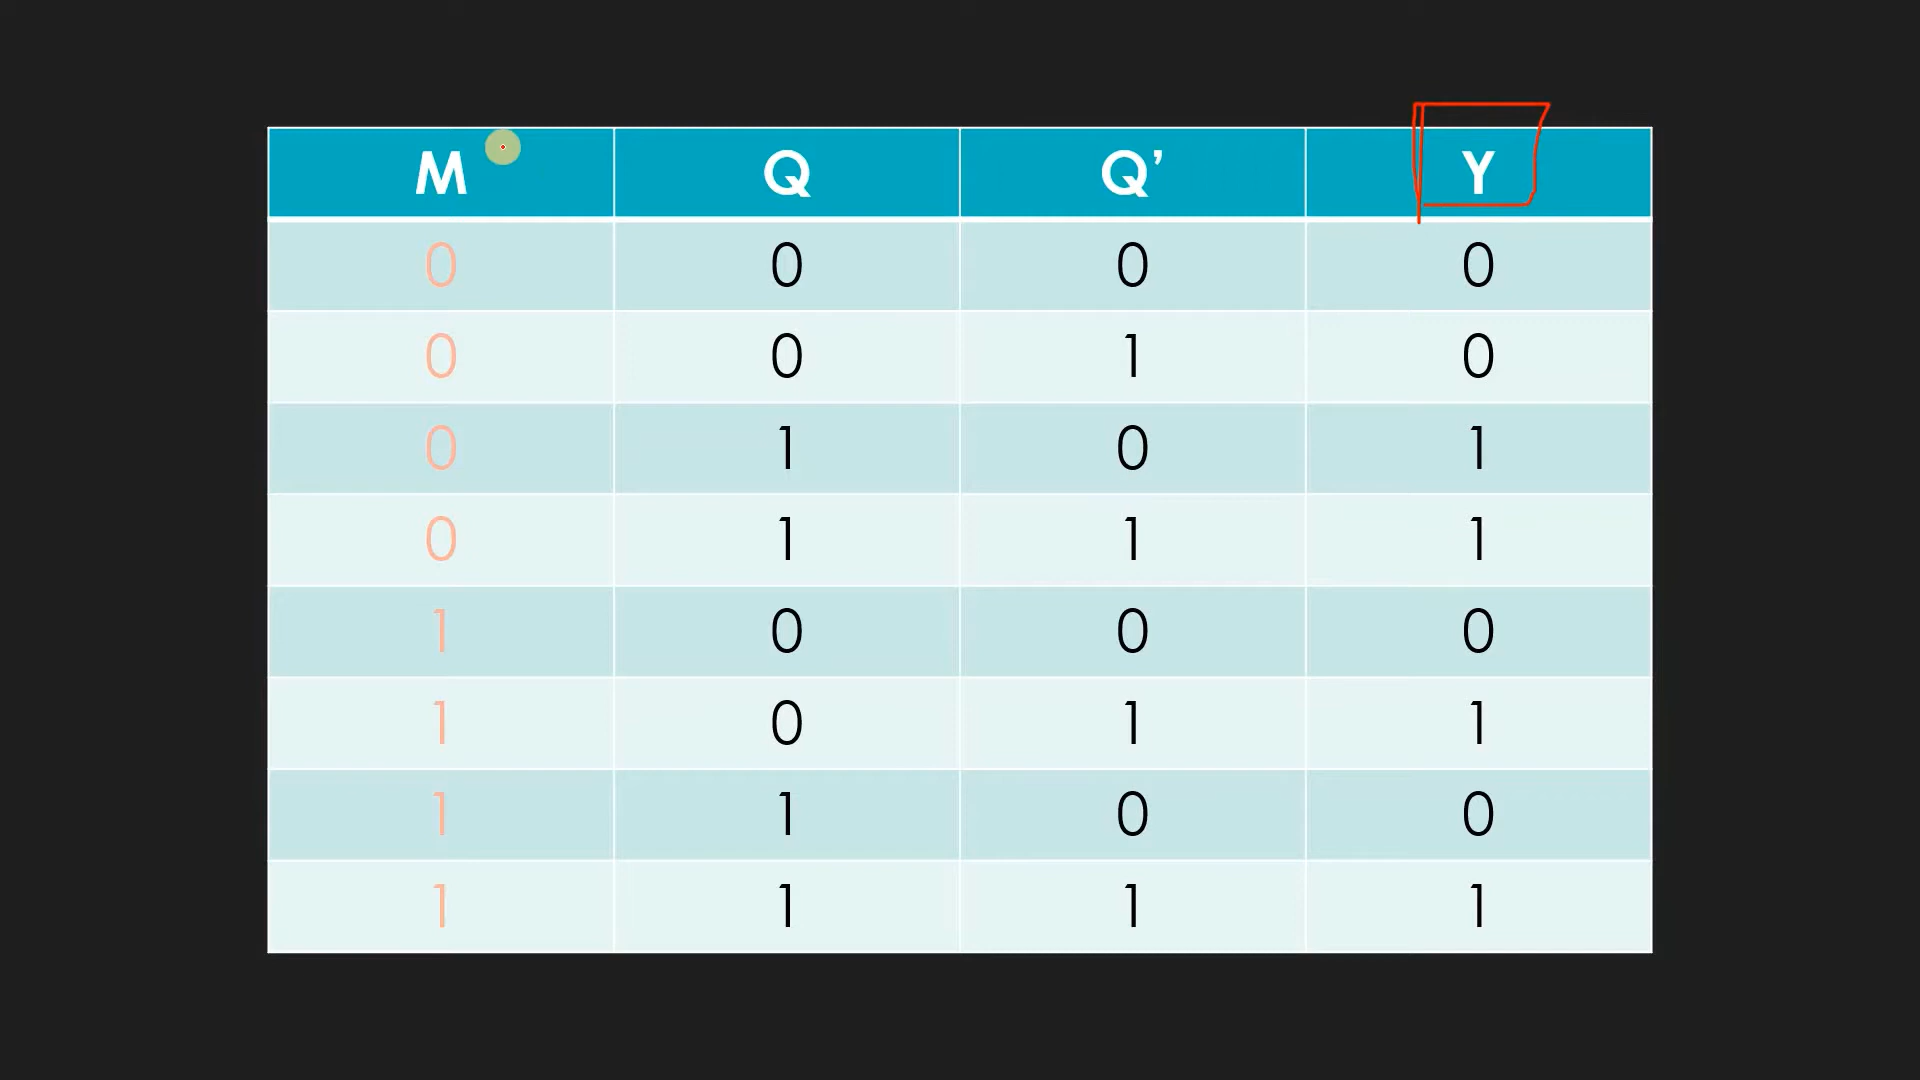 M Q Q’ Y
0 0 0 0
0 0 1 0
0 1 0 1
0 1 1 1
1 0 0 0
1 0 1 1
1 1 0 0
1 1 1 1